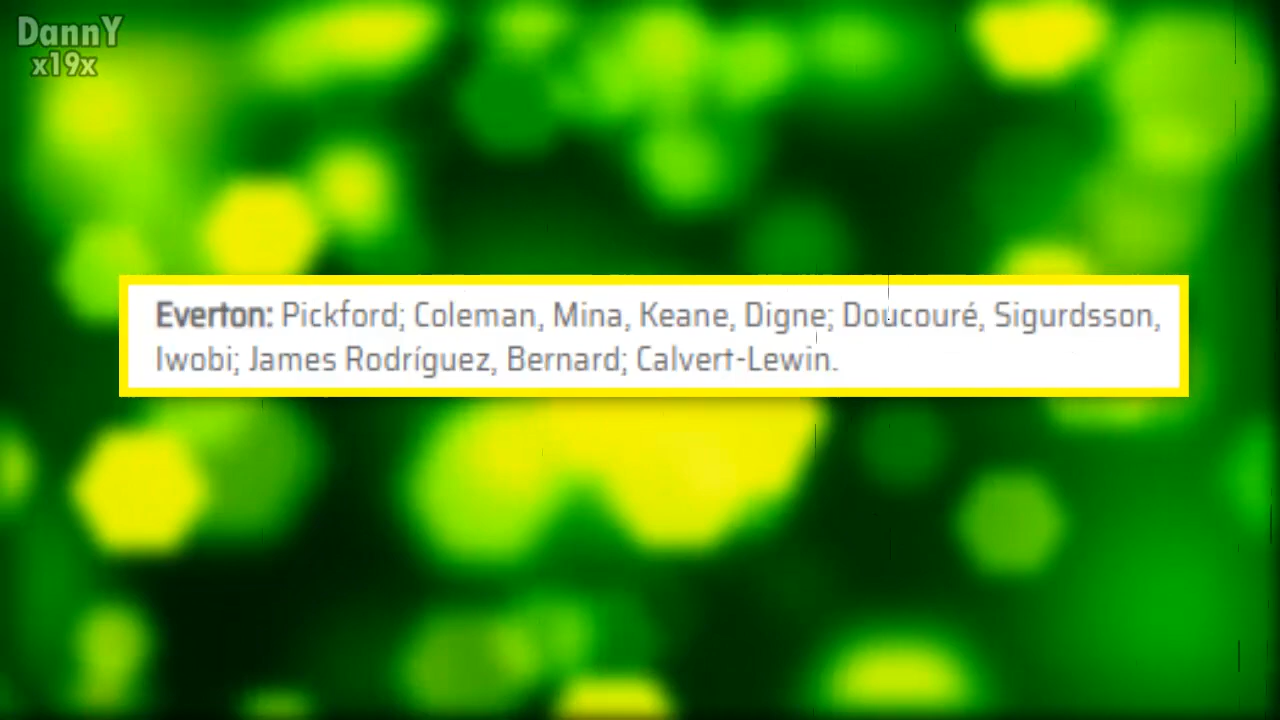 DannY
x19x
Everton: Pickford; Coleman, Mina, Keane, Digne; Doucouré, Sigurdsson,
Iwobi; James Rodríguez, Bernard; Calvert-Lewin.